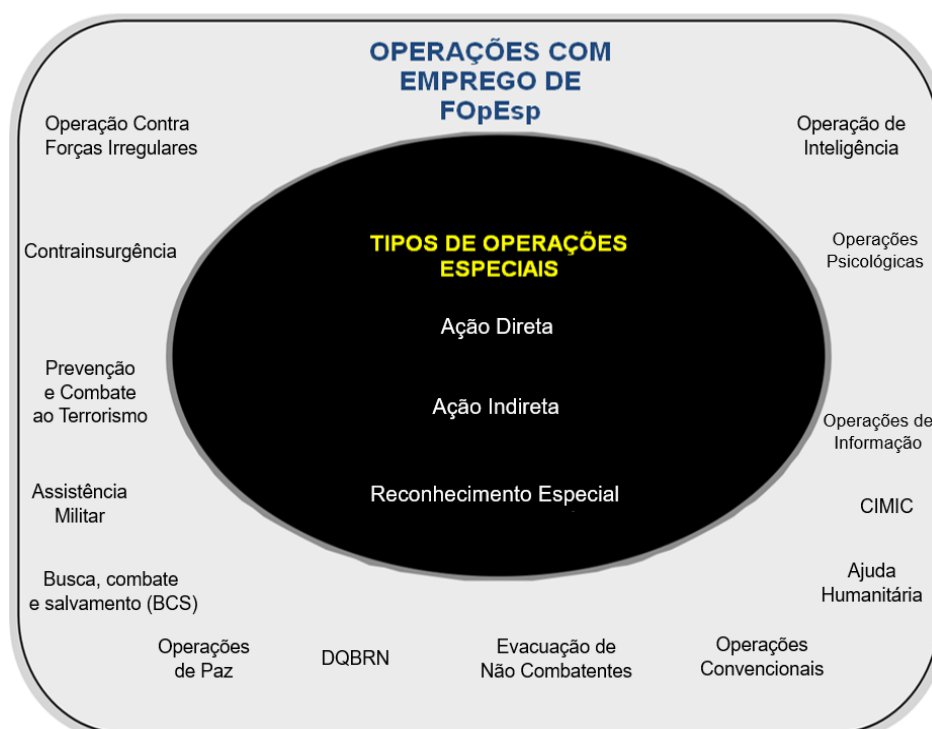 OPERAÇÕES COM
EMPREGO DE
FOpEsp
Operação Contra
Forças Irregulares
Operação de
Inteligência
Contrainsurgência
Operações
Psicológicas
TIPOS DE OPERAÇÕES
ESPECIAIS
Ação Direta
Ação Indireta
Reconhecimento Especial
Prevenção
e Combate
ao Terrorismo
Operações de
Informação
Assistência
Militar
CIMIC
Busca, combate
e salvamento (BCS)
Ajuda
Humanitária
Operações
de Paz
DQBRN
Evacuação de
Não Combatentes
Operações
Convencionais